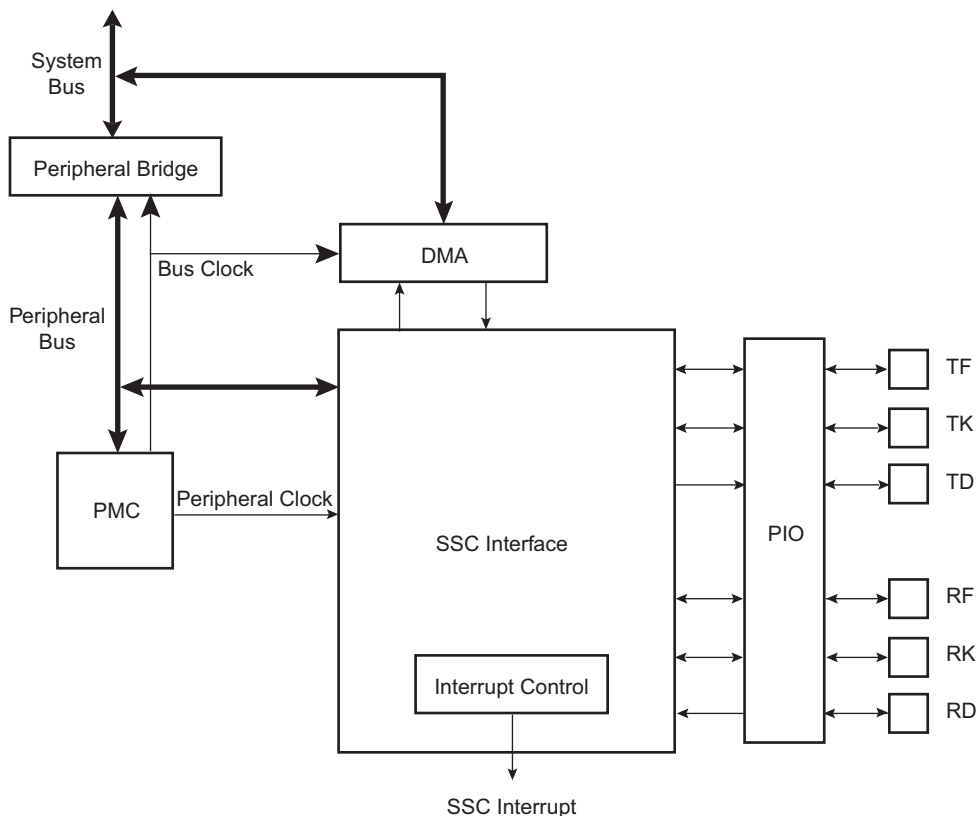 System
Bus
Peripheral Bridge
DMA
Bus Clock
Peripheral
Bus
TF
TK
TD
PMC
Peripheral Clock
SSC Interface
PIO
RF
RK
RD
Interrupt Control
SSC Interrupt